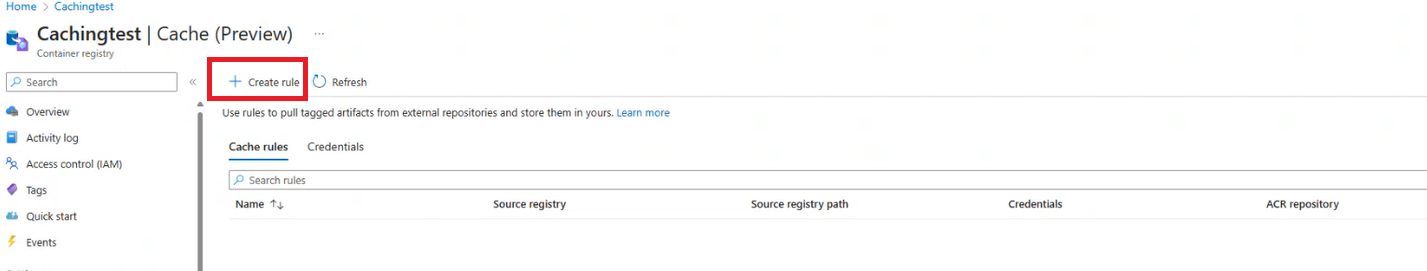 Home > Cachingtest
Cachingtest | Cache (Preview) ...
Container registry
Search «
+ Create rule Refresh
Overview
Activity log
Access control (IAM)
Tags
Quick start
Events
Use rules to pull tagged artifacts from external repositories and store them in yours. Learn more
Cache rules Credentials
Search rules
Name ↑↓ Source registry Source registry path Credentials ACR repository